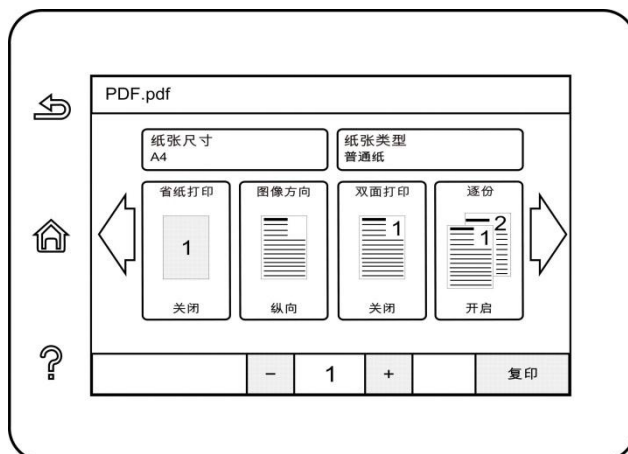 PDF.pdf
纸张尺寸
A4
纸张类型
普通纸
省纸打印
1
关闭
图像方向
纵向
双面打印
1
关闭
逐份
1
2
开启
− 1 +
复印
?